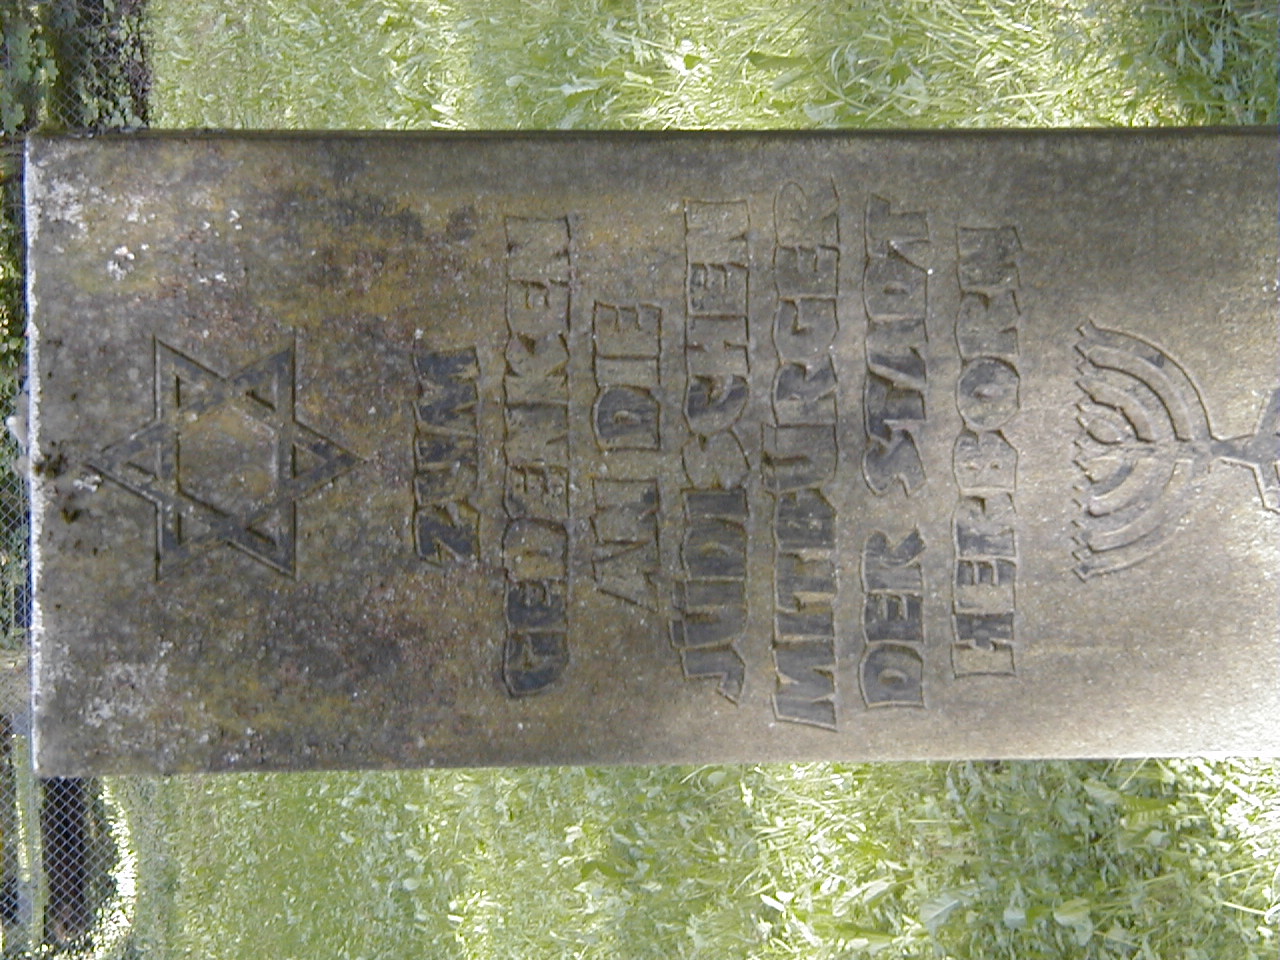 ZUM
GEDENKEN
AN DIE
JÜDISCHEN
MITBÜRGER
DER STADT
HERBORN